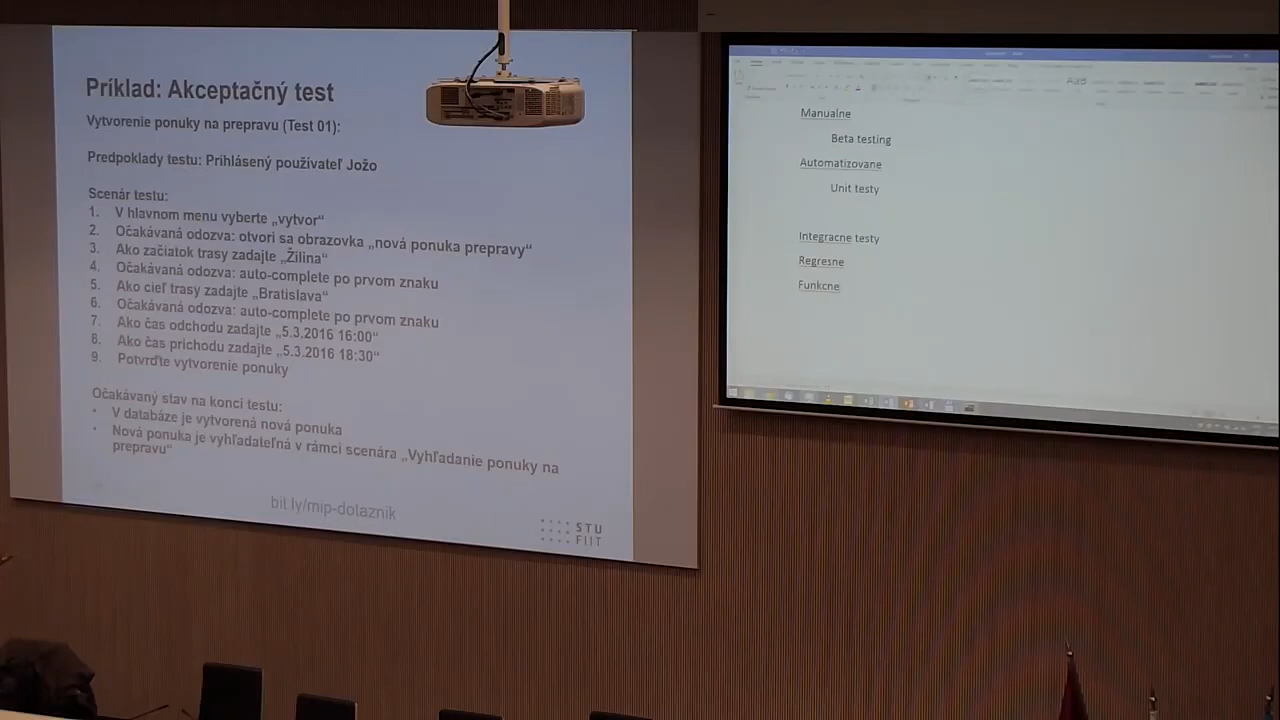 Príklad: Akceptačný test
Vytvorenie ponuky na prepravu (Test 01):
Predpoklady testu: Prihlásený používateľ Jožo
Scenár testu:
1. V hlavnom menu vyberte „vytvor“
2. Očakávaná odozva: otvori sa obrazovka „nová ponuka prepravy“
3. Ako začiatok trasy zadajte „Žilina“
4. Očakávaná odozva: auto-complete po prvom znaku
5. Ako cieľ trasy zadajte „Bratislava“
6. Očakávaná odozva: auto-complete po prvom znaku
7. Ako čas odchodu zadajte „5.3.2016 16:00“
8. Ako čas príchodu zadajte „5.3.2016 18:30“
9. Potvrďte vytvorenie ponuky
Očakávaný stav na konci testu:
• V databáze je vytvorená nová ponuka
• Nová ponuka je vyhľadateľná v rámci scenára „Vyhľadanie ponuky na
prepravu“
bit.ly/mip-dotaznik
STU
FIIT
Manualne
Beta testing
Automatizovane
Unit testy
Integracne testy
Regresne
Funkcne